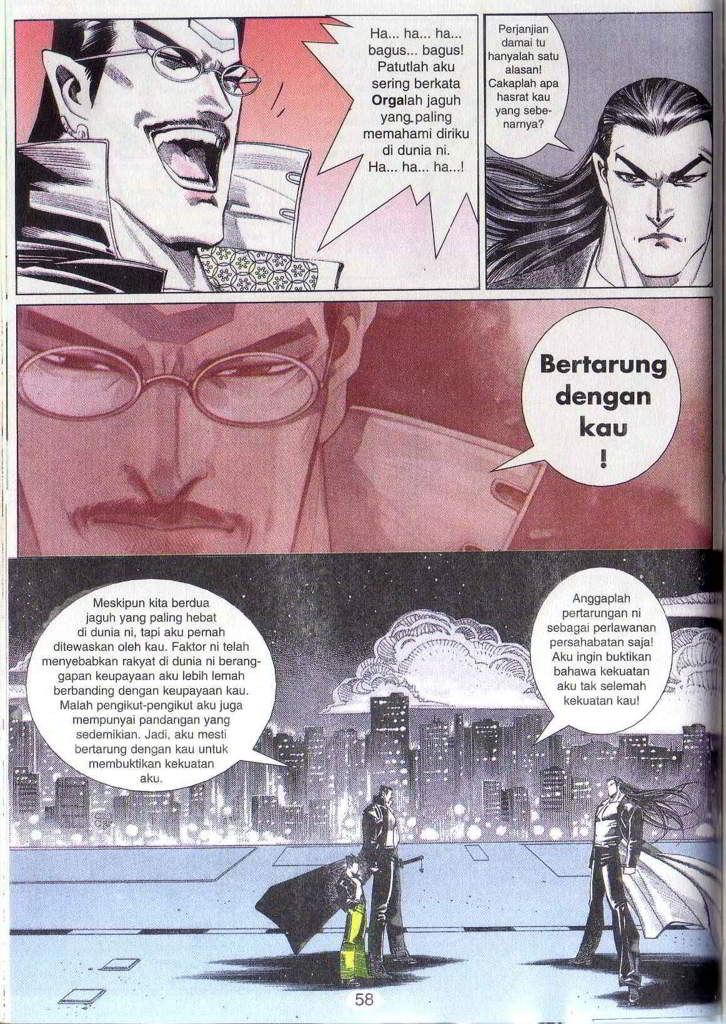 Ha... ha... ha...
bagus... bagus!
Patutlah aku
sering berkata
Orgalah jaguh
yang paling
memahami diriku
di dunia ni.
Ha... ha... ha...!
Perjanjian
damai tu
hanyalah satu
alasan!
Cakaplah apa
hasrat kau
yang sebe-
narnya?
Bertarung
dengan
kau
!
Meskipun kita berdua
jaguh yang paling hebat
di dunia ni, tapi aku pernah
ditewaskan oleh kau. Faktor ni telah
menyebabkan rakyat di dunia ni berang-
gapan keupayaan aku lebih lemah
berbanding dengan keupayaan kau.
Malah pengikut-pengikut aku juga
mempunyai pandangan yang
sedemikian. Jadi, aku mesti
bertarung dengan kau untuk
membuktikan kekuatan
aku.
Anggaplah
pertarungan ni
sebagai perlawanan
persahabatan saja!
Aku ingin buktikan
bahawa kekuatan
aku tak selemah
kekuatan kau!
58